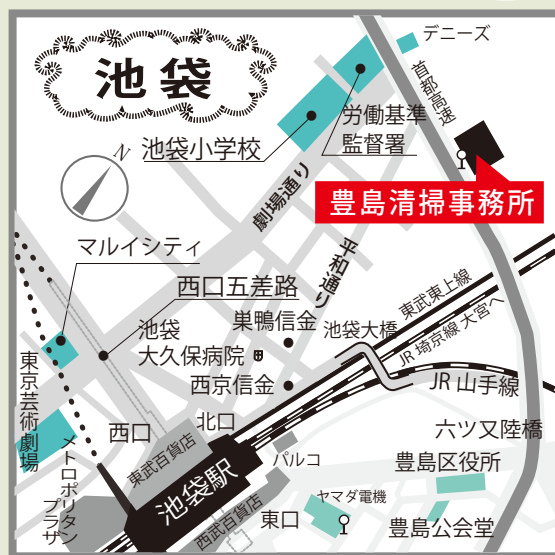 池袋
N
デニーズ
首都高速
労働基準
監督署
池袋小学校
豊島清掃事務所
劇場通り
平和通り
マルイシティ
西口五差路
東武東上線
JR 埼京線 大宮へ
池袋
大久保病院
巣鴨信金
池袋大橋
西京信金
JR 山手線
東京芸術劇場
西口
北口
六ツ又陸橋
メトロポリタン
プラザ
東武百貨店
池袋駅
西武百貨店
パルコ
豊島区役所
ヤマダ電機
東口
豊島公会堂